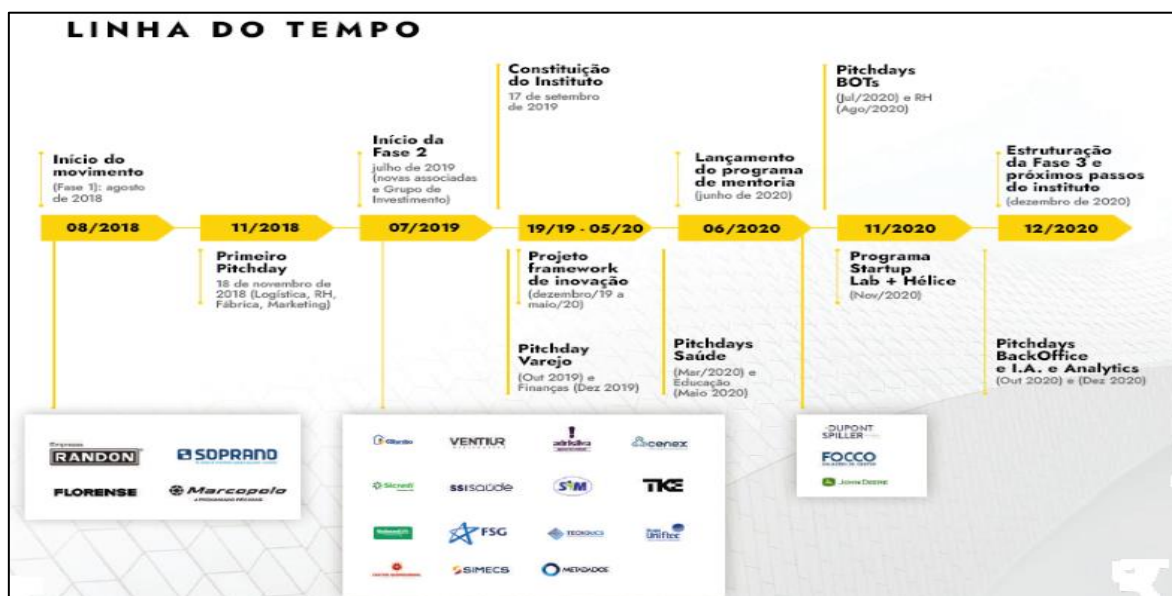 LINHA DO TEMPO
Constituição
do Instituto
17 de setembro
de 2019
Pitchdays
BOTs
(Jul/2020) e RH
(Ago/2020)
Início do
movimento
(Fase 1): agosto
de 2018
Início da
Fase 2
julho de 2019
(novas associadas
e Grupo de
Investimento)
Lançamento
do programa
de mentoria
(junho de 2020)
Estruturação
da Fase 3 e
próximos passos
do instituto
(dezembro de 2020)
08/2018
11/2018
07/2019
19/19 - 05/20
06/2020
11/2020
12/2020
Primeiro
Pitchday
18 de novembro de
2018 (Logística, RH,
Fábrica, Marketing)
Projeto
framework
de inovação
(dezembro/19 a
maio/20)
Programa
Startup
Lab + Hélice
(Nov/2020)
Pitchday
Varejo
(Out 2019) e
Finanças (Dez 2019)
Pitchdays
Saúde
(Mar/2020) e
Educação
(Maio 2020)
Pitchdays
BackOffice
e I.A. e Analytics
(Out 2020) e (Dez 2020)
Empresas
RANDON
SOPRANO
FLORENSE
Marcopolo
VENTIUR
cenex
Sicredi
SSISAÚDE
SIM
TKE
FSG
Uniftec
SIMECS
METADADOS
DUPONT
SPILLER
FOCCO
JOHN DEERE